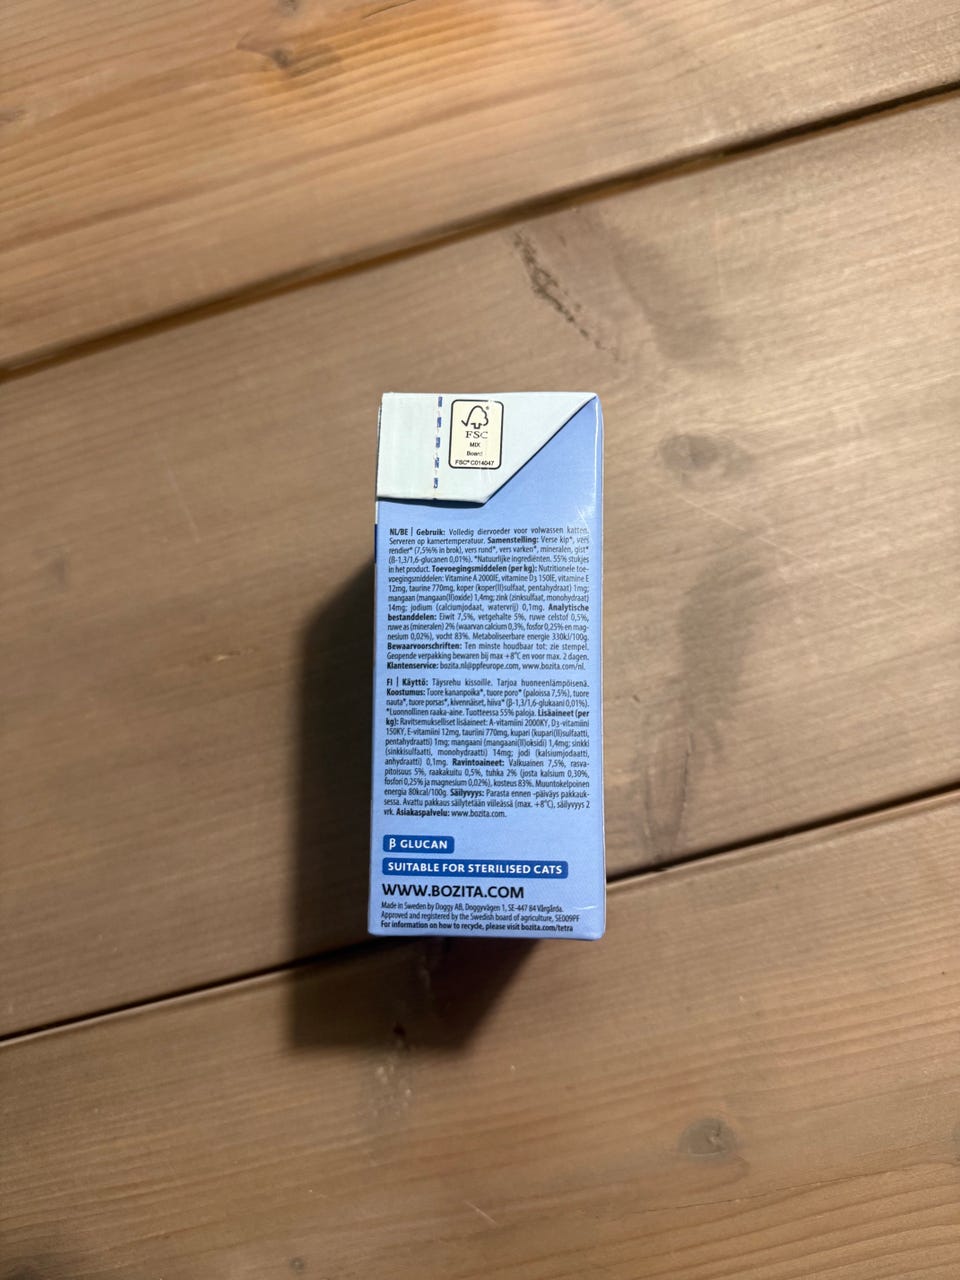 FSC®
MIX
Board
FSC® C014047
NL/BE | Gebruik: Volledig diervoeder voor volwassen katten.
Serveren op kamertemperatuur. Samenstelling: Verse kip*, vers
rendier* (7,5%% in brok), vers rund*, vers varken*, mineralen, gist*
(ß-1,3/1,6-glucanen 0,01%). *Natuurlijke ingrediënten. 55% stukjes
in het product. Toevoegingsmiddelen (per kg): Nutritionele toe-
voegingsmiddelen: Vitamine A 2000IE, vitamine D3 150IE, vitamine E
12mg, taurine 770mg, koper (koper(II)sulfaat, pentahydraat) 1mg;
mangaan (mangaan(II)oxide) 1,4mg; zink (zinksulfaat, monohydraat)
14mg; jodium (calciumjodaat, watervrij) 0,1mg. Analytische
bestanddelen: Eiwit 7,5%, vetgehalte 5%, ruwe celstof 0,5%,
ruwe as (mineralen) 2% (waarvan calcium 0,3%, fosfor 0,25% en mag-
nesium 0,02%), vocht 83%. Metaboliseerbare energie 330kJ/100g.
Bewaarvoorschriften: Ten minste houdbaar tot: zie stempel.
Geopende verpakking bewaren bij max +8°C en voor max. 2 dagen.
Klantenservice: bozita.nl@ppfeurope.com, www.bozita.com/nl.
FI | Käyttö: Täysrehu kissoille. Tarjoa huoneenlämpöisenä.
Koostumus: Tuore kananpoika*, tuore poro* (paloissa 7,5%), tuore
nauta*, tuore porsas*, kivennäiset, hiiva* (β-1,3/1,6-glukaani 0,01%).
*Luonnollinen raaka-aine. Tuotteessa 55% paloja. Lisäaineet (per
kg): Ravitsemukselliset lisäaineet: A-vitamiini 2000KY, D3-vitamiini
150KY, E-vitamiini 12mg, tauriini 770mg, kupari (kupari(II)sulfaatti,
pentahydraatti) 1mg; mangaani (mangaani(II)oksidi) 1,4mg; sinkki
(sinkkisulfaatti, monohydraatti) 14mg; jodi (kalsiumjodaatti,
anhydraatti) 0,1mg. Ravintoaineet: Valkuainen 7,5%, rasva-
pitoisuus 5%, raakakuitu 0,5%, tuhka 2% (josta kalsium 0,30%,
fosfori 0,25% ja magnesium 0,02%), kosteus 83%. Muuntokelpoinen
energia 80kcal/100g. Säilyvyys: Parasta ennen -päiväys pakkauk-
sessa. Avattu pakkaus säilytetään viileässä (max. +8°C), säilyvyys 2
vrk. Asiakaspalvelu: www.bozita.com.
β GLUCAN
SUITABLE FOR STERILISED CATS
WWW.BOZITA.COM
Made in Sweden by Doggy AB, Doggyvägen 1, SE-447 84 Vårgårda.
Approved and registered by the Swedish board of agriculture, SE009PF
For information on how to recycle, please visit bozita.com/tetra